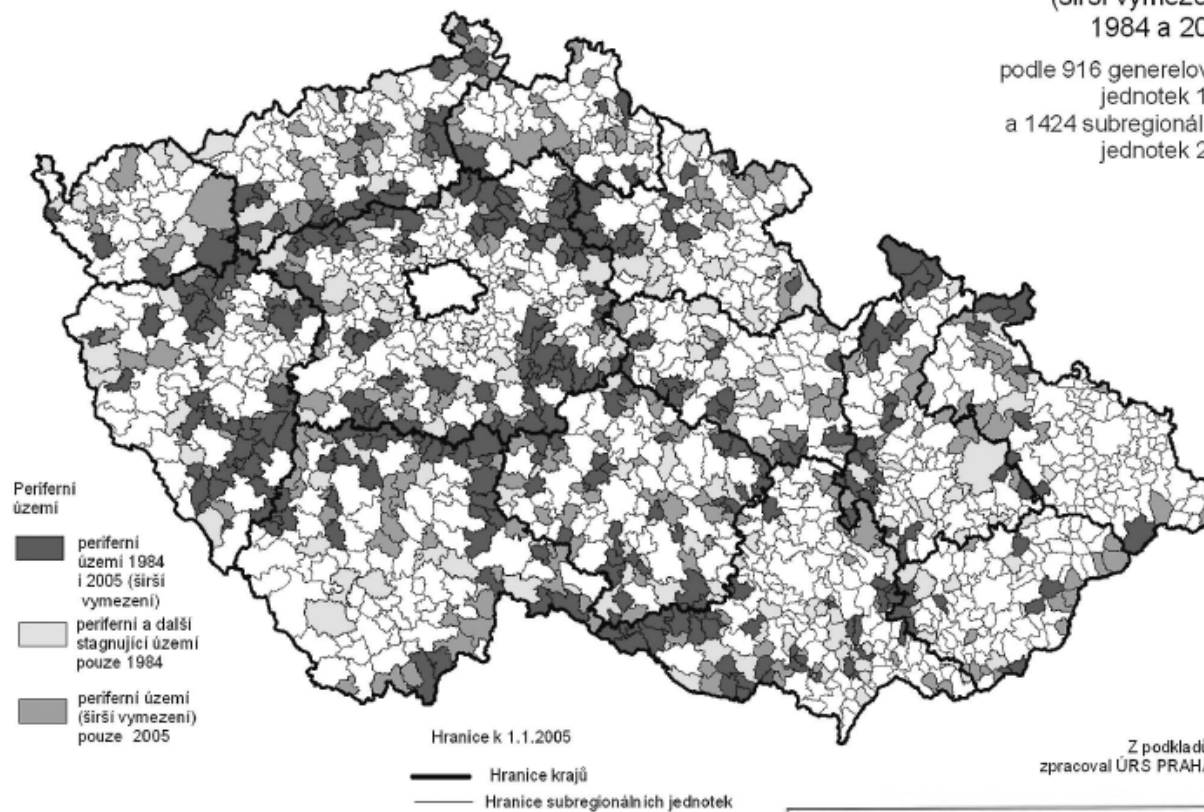 1984 a 20
podle 916 generelov
jednotek 1
a 1424 subregionál
jednotek 2
Periferní
území
periferní
území 1984
i 2005 (širší
vymezení)
periferní a další
stagnující území
pouze 1984
periferní území
(širší vymezení)
pouze 2005
Hranice k 1.1.2005
Hranice krajů
Hranice subregionálních jednotek
Z podkladů
zpracoval ÚRS PRAHA